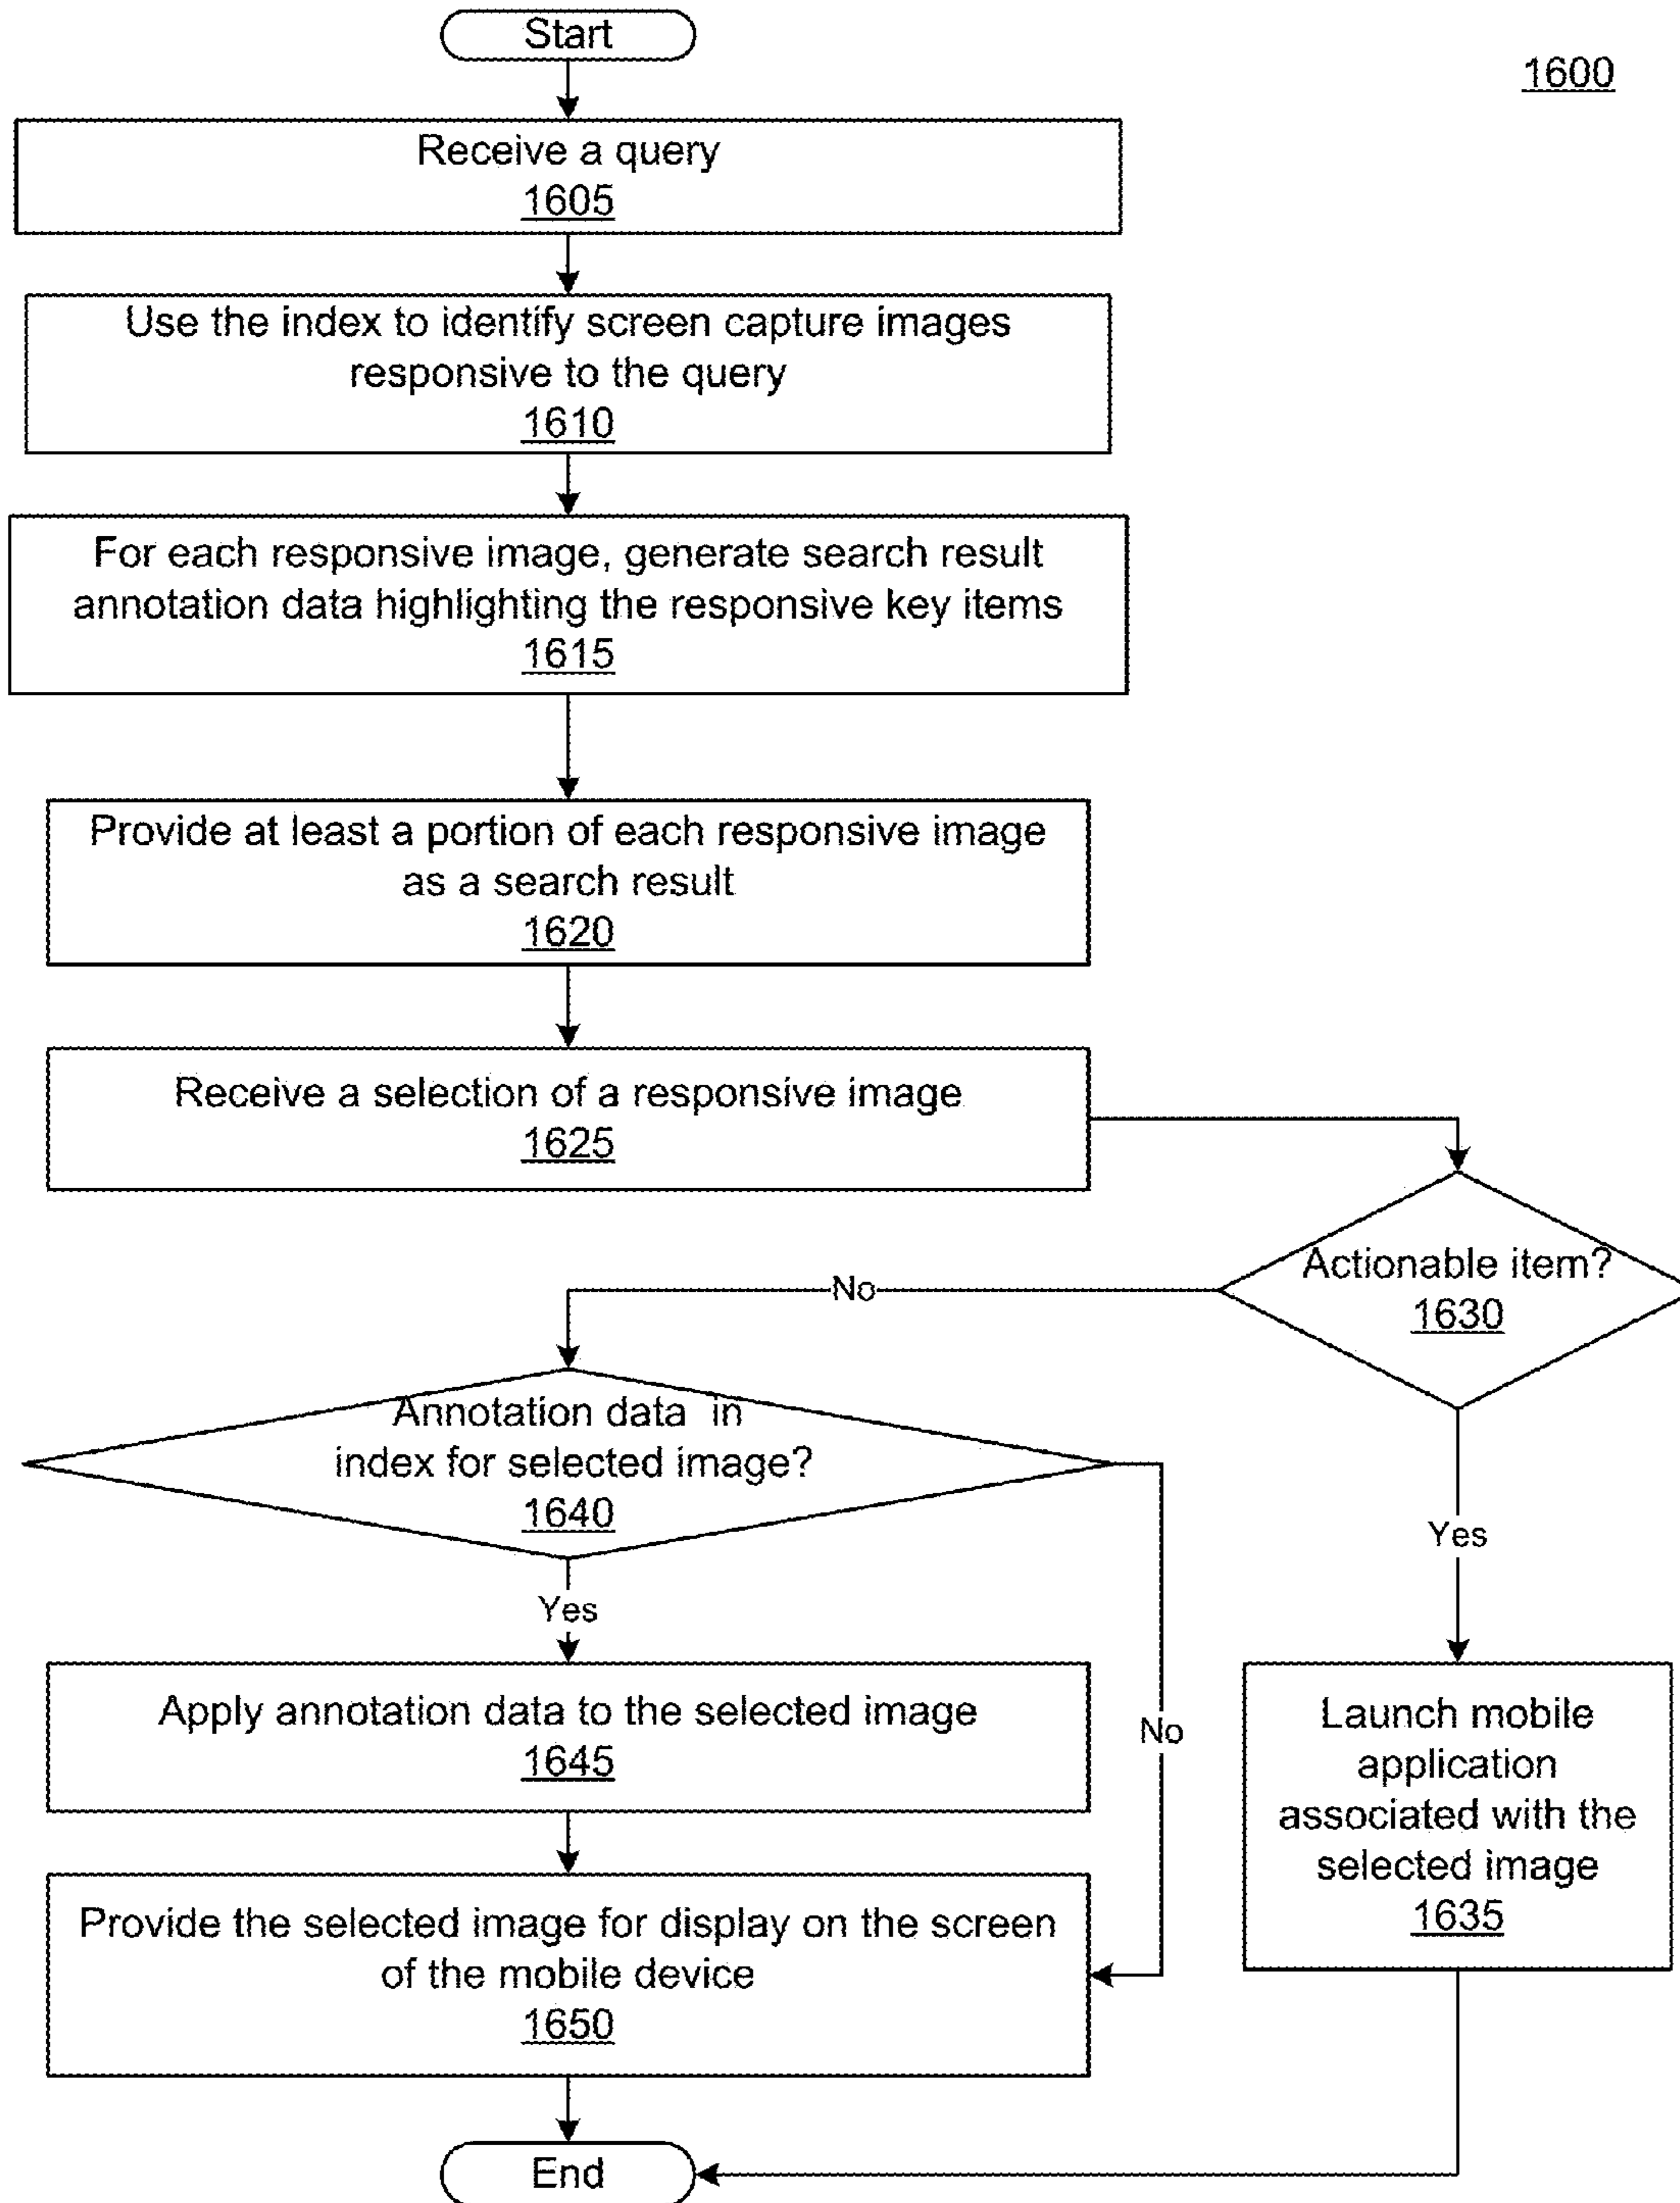 Start
1600
Receive a query
1605
Use the index to identify screen capture images
responsive to the query
1610
For each responsive image, generate search result
annotation data highlighting the responsive key items
1615
Provide at least a portion of each responsive image
as a search result
1620
Receive a selection of a responsive image
1625
Actionable item?
1630
No
Annotation data in
index for selected image?
1640
Yes
Yes
Apply annotation data to the selected image
1645
No
Launch mobile
application
associated with the
selected image
1635
Provide the selected image for display on the screen
of the mobile device
1650
End